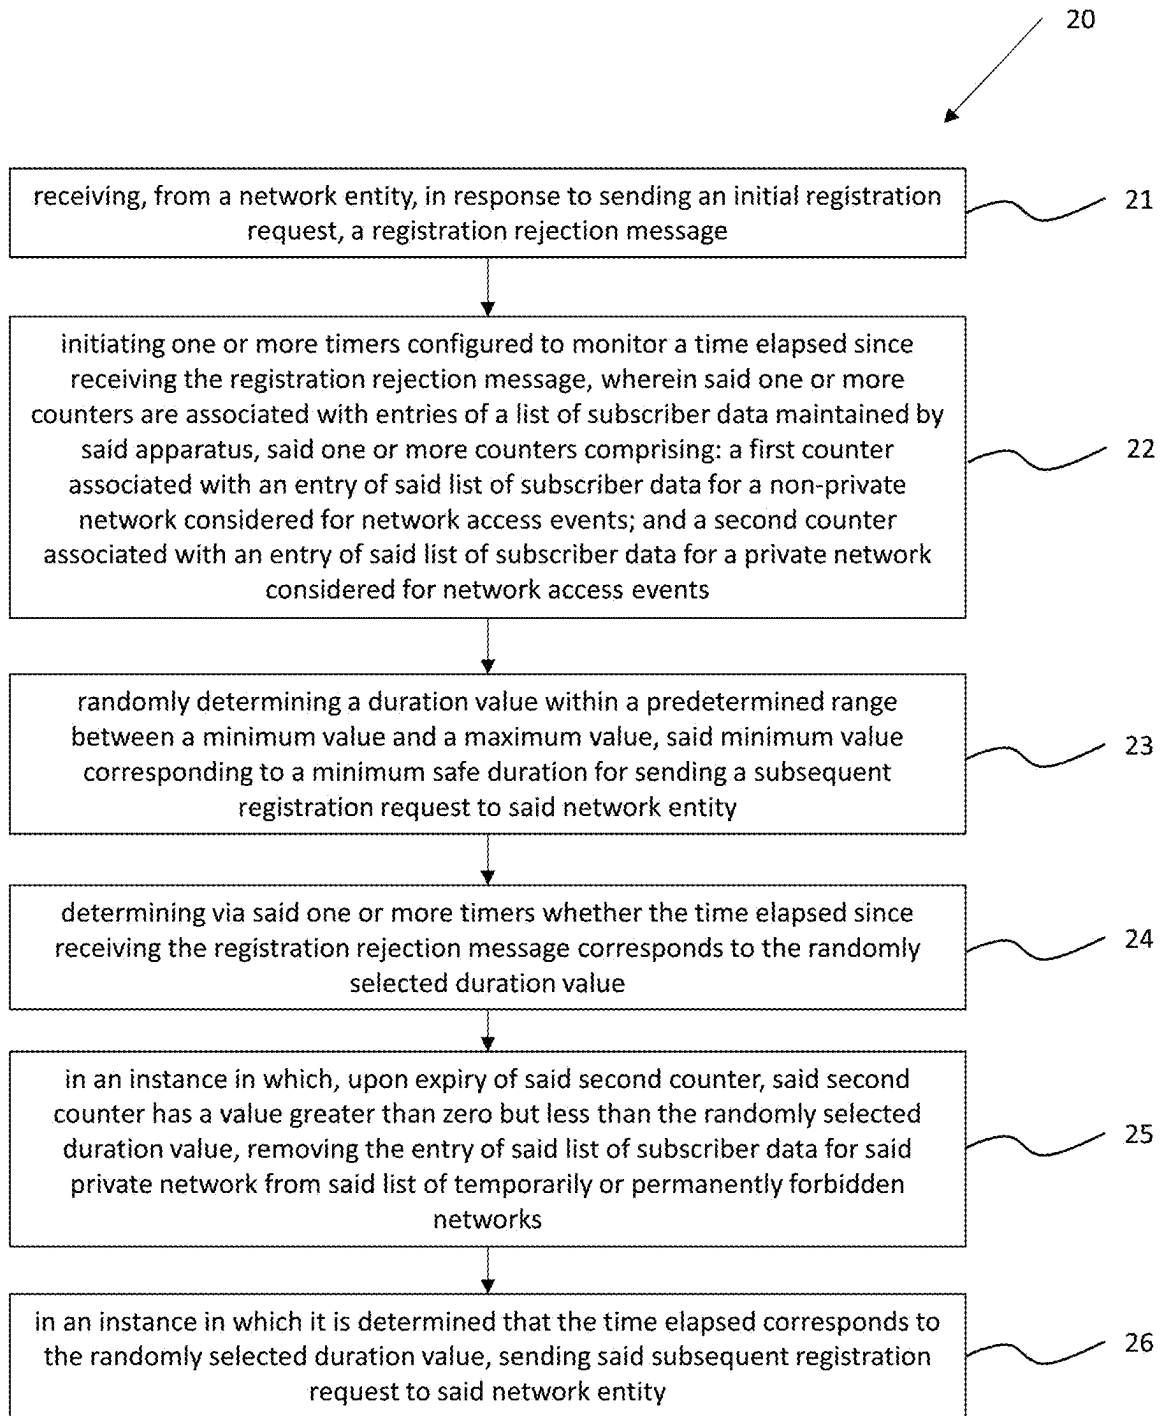 20
receiving, from a network entity, in response to sending an initial registration
request, a registration rejection message
21
initiating one or more timers configured to monitor a time elapsed since
receiving the registration rejection message, wherein said one or more
counters are associated with entries of a list of subscriber data maintained by
said apparatus, said one or more counters comprising: a first counter
associated with an entry of said list of subscriber data for a non-private
network considered for network access events; and a second counter
associated with an entry of said list of subscriber data for a private network
considered for network access events
22
randomly determining a duration value within a predetermined range
between a minimum value and a maximum value, said minimum value
corresponding to a minimum safe duration for sending a subsequent
registration request to said network entity
23
determining via said one or more timers whether the time elapsed since
receiving the registration rejection message corresponds to the randomly
selected duration value
24
in an instance in which, upon expiry of said second counter, said second
counter has a value greater than zero but less than the randomly selected
duration value, removing the entry of said list of subscriber data for said
private network from said list of temporarily or permanently forbidden
networks
25
in an instance in which it is determined that the time elapsed corresponds to
the randomly selected duration value, sending said subsequent registration
request to said network entity
26